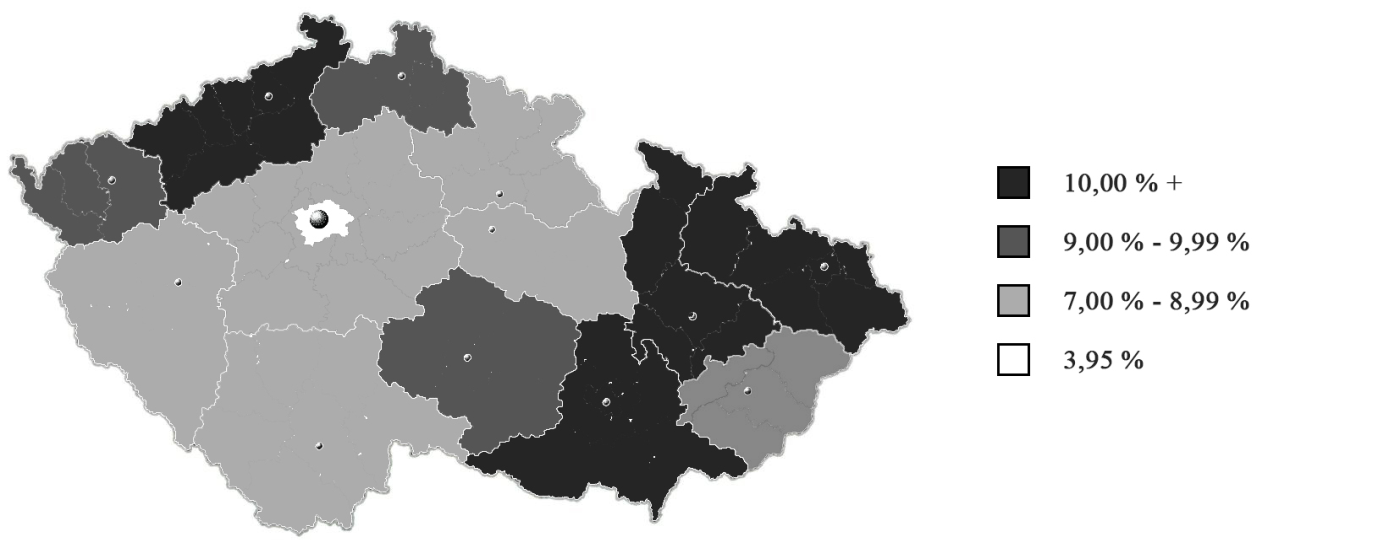 10,00 % +
9,00 % - 9,99 %
7,00 % - 8,99 %
3,95 %